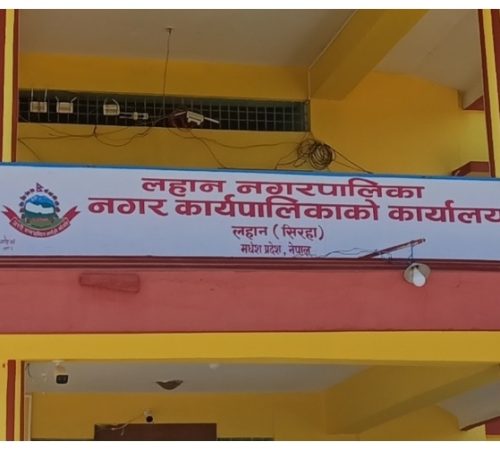 लहान नगरपालिका
नगर कार्यपालिकाको कार्यालय
लहान (सिरहा)
मधेश प्रदेश, नेपाल